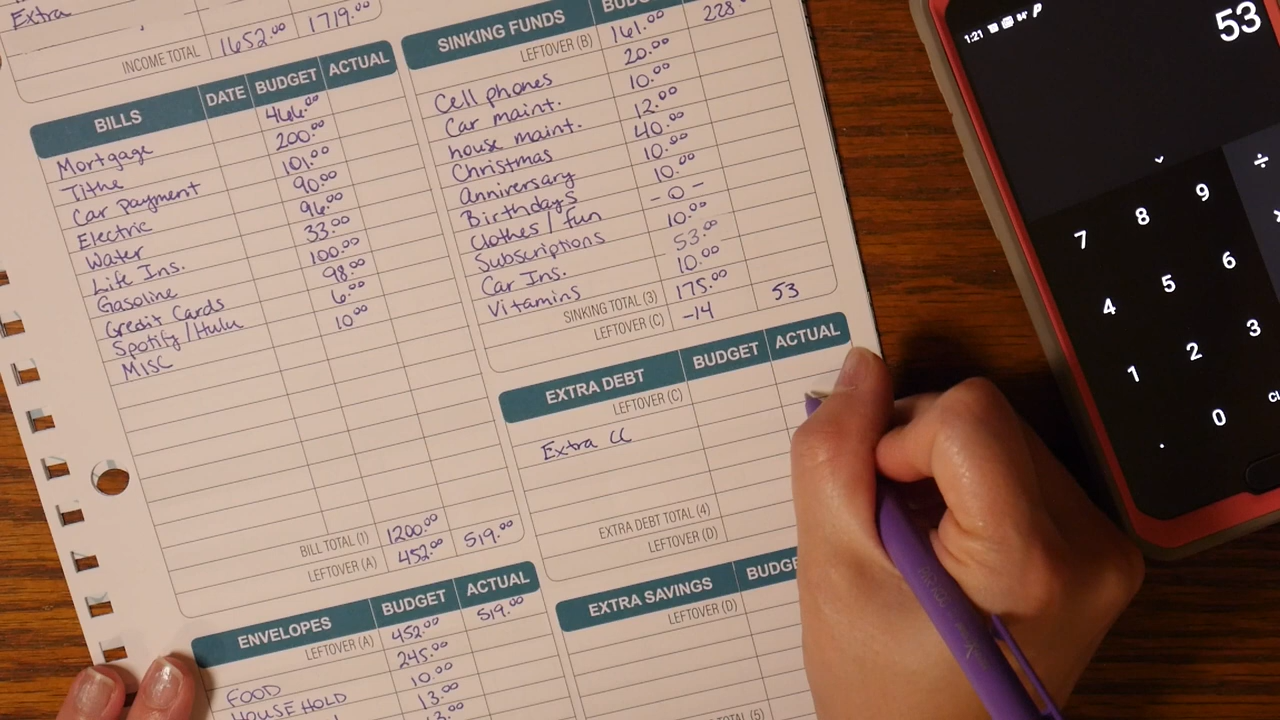 Extra
INCOME TOTAL 1652.00 1719.00
BILLS DATE BUDGET ACTUAL
Mortgage 466.00
Tithe 200.00
Car payment 101.00
Electric 90.00
Water 96.00
Life Ins. 33.00
Gasoline 100.00
Credit Cards 98.00
Spotify/Hulu 6.00
MISC 10.00
BILL TOTAL (1) 1200.00
LEFTOVER (A) 452.00 519.00
ENVELOPES BUDGET ACTUAL
LEFTOVER (A) 452.00 519.00
FOOD 245.00
HOUSEHOLD 10.00
13.00
SINKING FUNDS
LEFTOVER (B) 161.00 228.00
Cell phones 20.00
Car maint. 10.00
house maint. 12.00
Christmas 40.00
Anniversary 10.00
Birthdays 10.00
Clothes / fun - 0 -
Subscriptions 10.00
Car Ins. 53.00
Vitamins 10.00
SINKING TOTAL (3) 175.00
LEFTOVER (C) -14 53
EXTRA DEBT BUDGET ACTUAL
LEFTOVER (C)
Extra CC
EXTRA DEBT TOTAL (4)
LEFTOVER (D)
EXTRA SAVINGS
LEFTOVER (D)
1:21
53
7 8 9 ÷
4 5 6
1 2 3
. 0